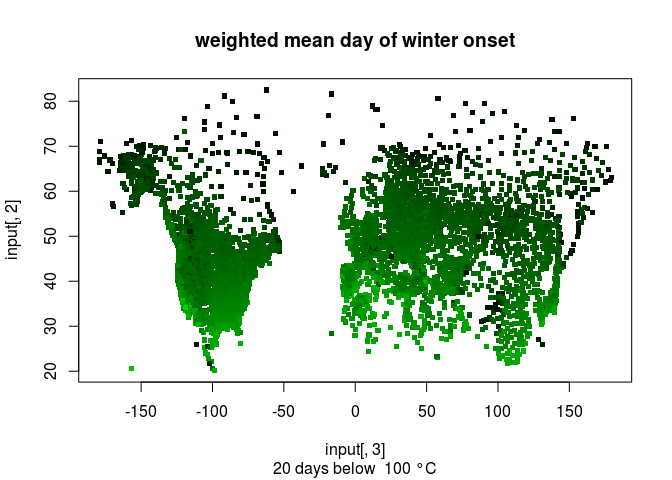 weighted mean day of winter onset
input[, 2]
80
70
60
50
40
30
20
-150 -100 -50 0 50 100 150
input[, 3]
20 days below  100 °C